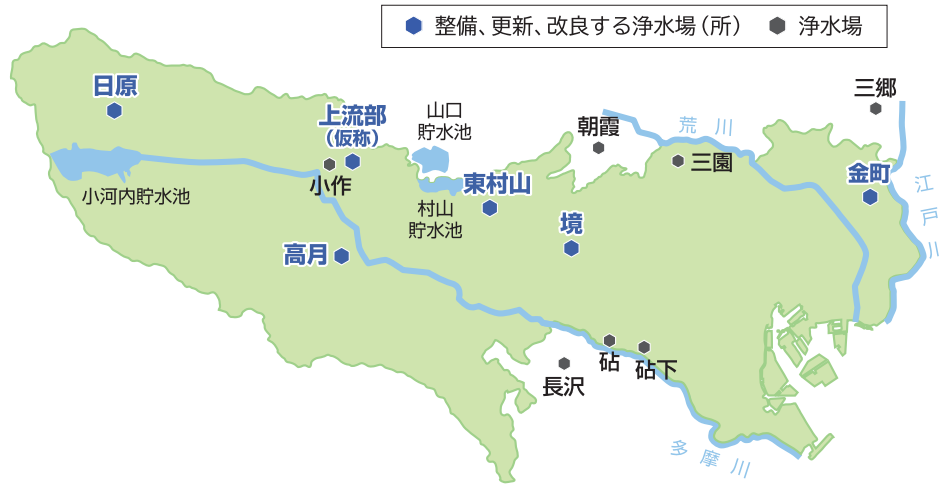 整備、更新、改良する浄水場（所）
浄水場
三郷
日原
上流部
（仮称）
山口
貯水池
朝霞
荒川
三園
小作
小河内貯水池
東村山
金町
村山
貯水池
江戸川
境
高月
砧
砧下
長沢
多摩川